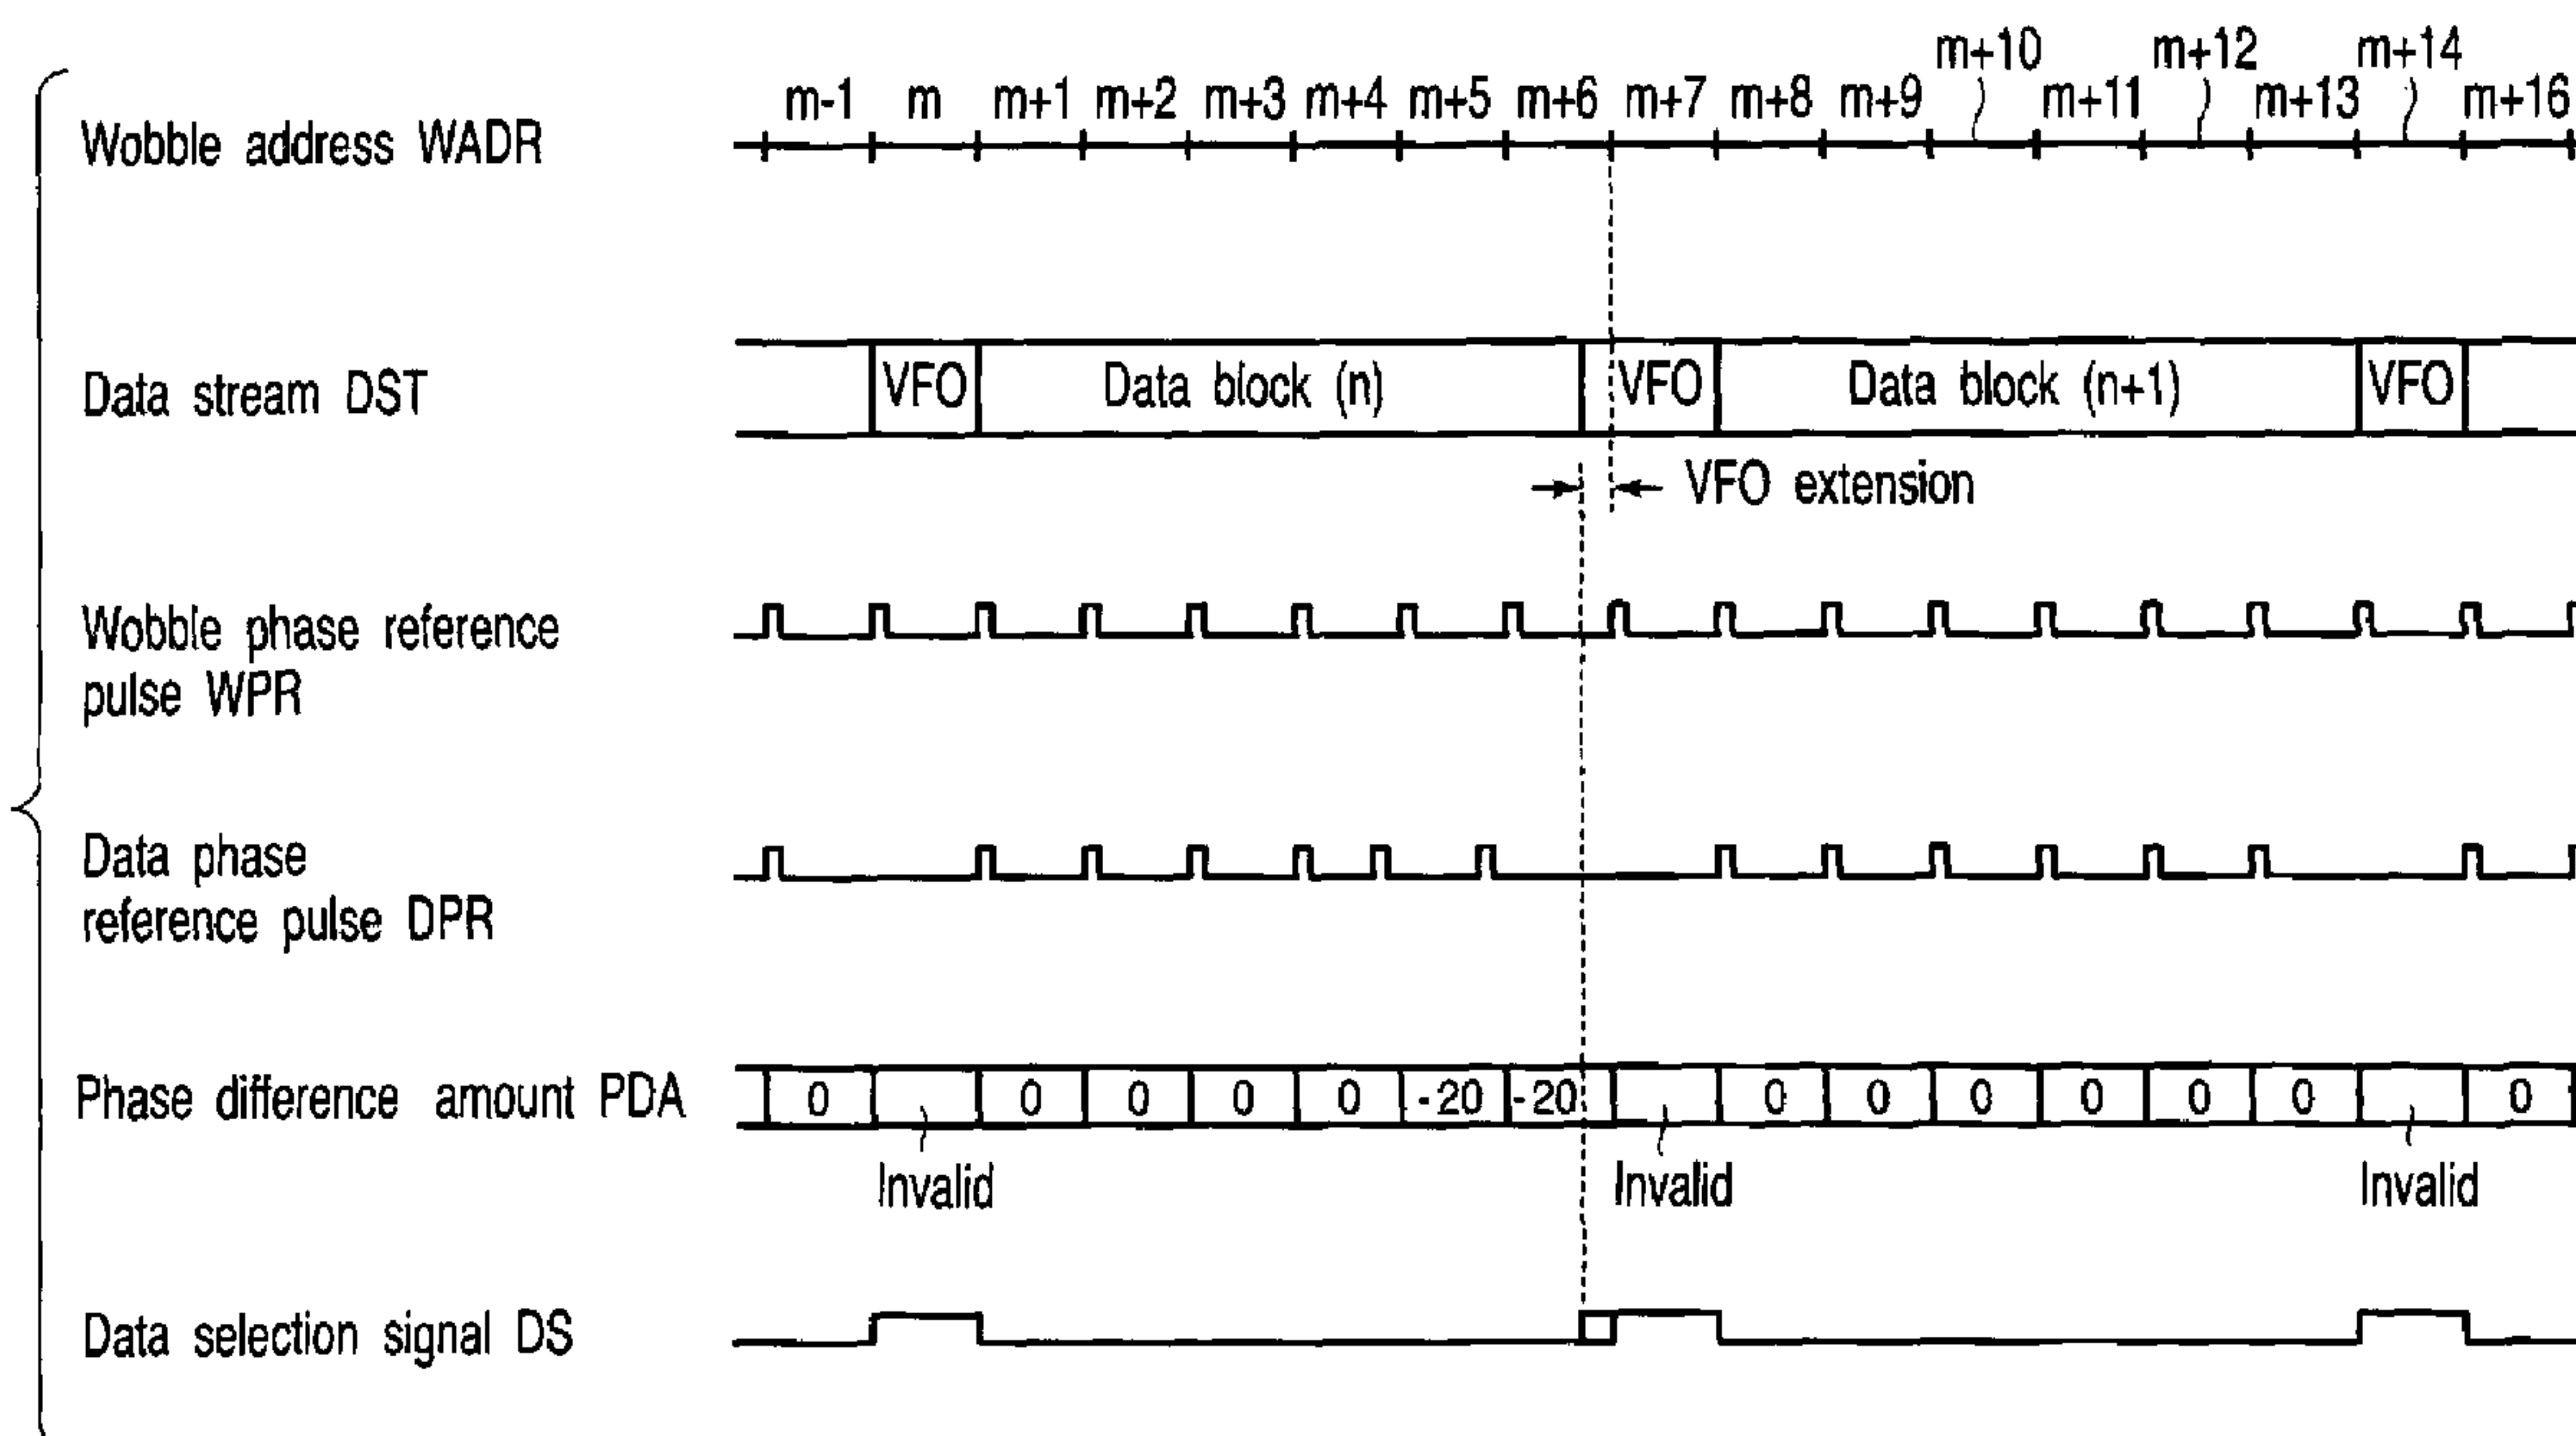 m+10 m+12 m+14
m-1 m m+1 m+2 m+3 m+4 m+5 m+6 m+7 m+8 m+9 m+11 m+13 m+16
Wobble address WADR
Data stream DST
VFO Data block (n) VFO Data block (n+1) VFO
VFO extension
Wobble phase reference
pulse WPR
Data phase
reference pulse DPR
Phase difference amount PDA
0 0 0 0 0 -20 -20 0 0 0 0 0 0 0
Invalid Invalid Invalid
Data selection signal DS